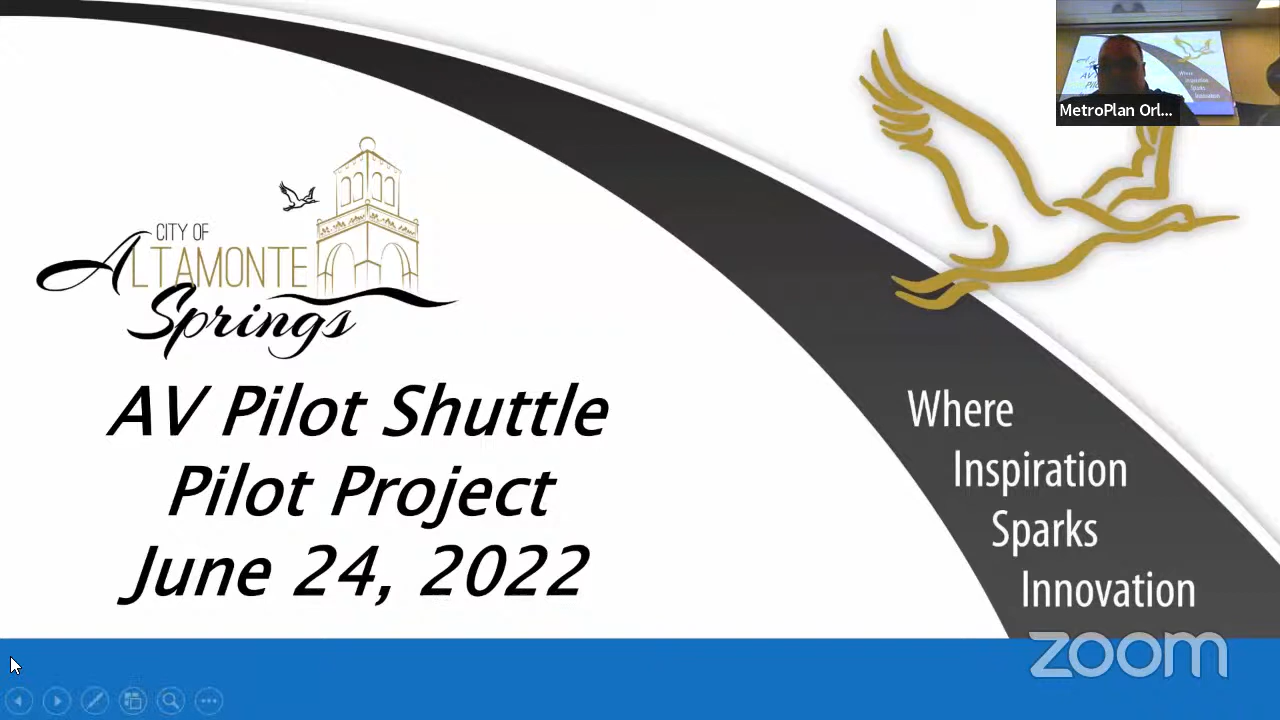 MetroPlan Orl...
CITY OF
ALTAMONTE
Springs
AV Pilot Shuttle
Pilot Project
June 24, 2022
Where
Inspiration
Sparks
Innovation
zoom